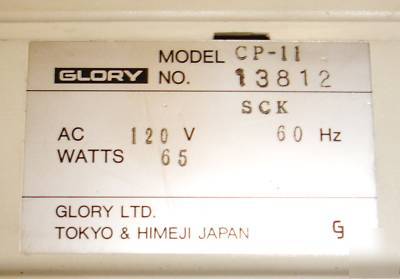 MODEL CP-11
GLORY NO. 13812
SCK
AC 120 V 60 Hz
WATTS 65
GLORY LTD.
TOKYO & HIMEJI JAPAN